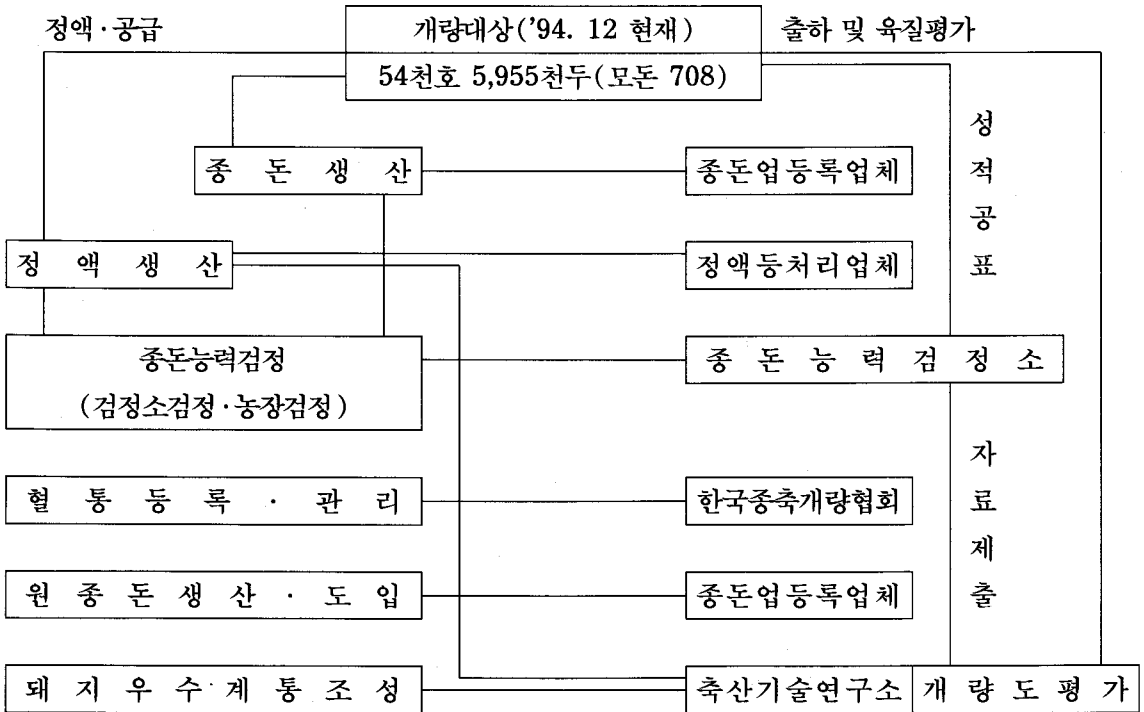 정액·공급
개량대상('94. 12 현재)
출하 및 육질평가
54천호 5,955천두(모돈 708)
성적공표
종 돈 생 산
종돈업등록업체
정 액 생 산
정액등처리업체
종돈능력검정
(검정소검정·농장검정)
종 돈 능 력 검 정 소
자료제출
혈 통 등 록 · 관 리
한국종축개량협회
원 종 돈 생 산 · 도 입
종돈업등록업체
돼 지 우 수 계 통 조 성
축산기술연구소
개 량 도 평 가